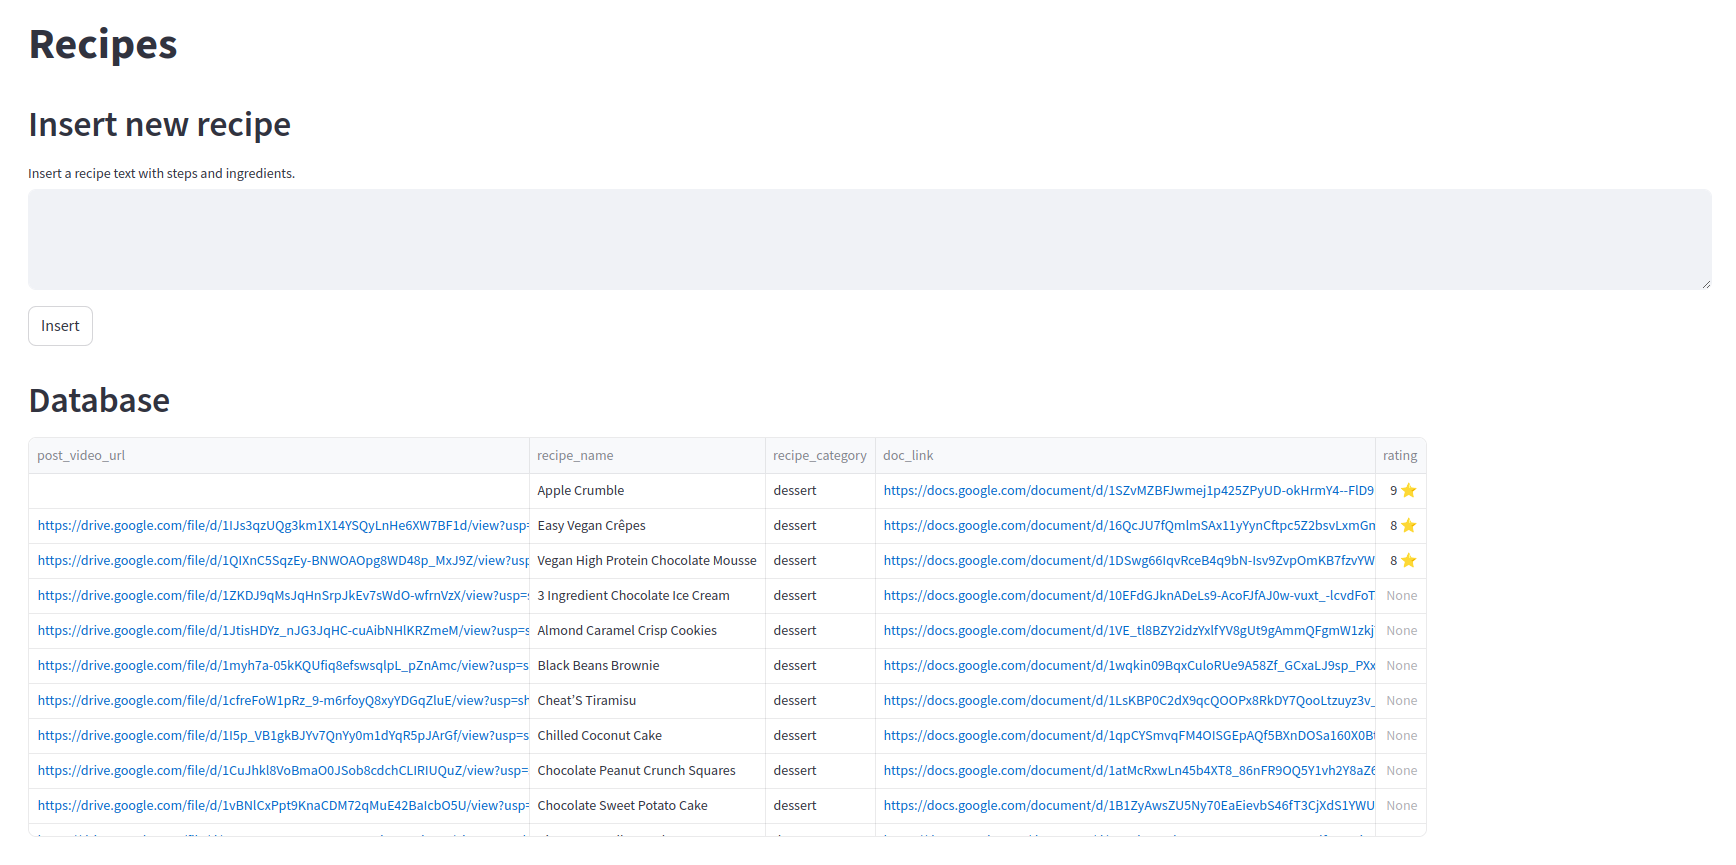 Recipes
Insert new recipe
Insert a recipe text with steps and ingredients.
Insert
Database
post_video_url recipe_name recipe_category doc_link rating
Apple Crumble dessert https://docs.google.com/document/d/1SZvMZBFJwmej1p425ZPyUD-okHrmY4--FlD9 9 ⭐
https://drive.google.com/file/d/1IJs3qzUQg3km1X14YSQyLnHe6XW7BF1d/view?usp= Easy Vegan Crêpes dessert https://docs.google.com/document/d/16QcJU7fQmlmSAx11yYynCftpc5Z2bsvLxmGm 8 ⭐
https://drive.google.com/file/d/1QIXnC5SqzEy-BNWOAOpg8WD48p_MxJ9Z/view?usp Vegan High Protein Chocolate Mousse dessert https://docs.google.com/document/d/1DSwg66IqvRceB4q9bN-Isv9ZvpOmKB7fzvYW 8 ⭐
https://drive.google.com/file/d/1ZKDJ9qMsJqHnSrpJkEv7sWdO-wfrnVzX/view?usp=s 3 Ingredient Chocolate Ice Cream dessert https://docs.google.com/document/d/10EFdGJknADeLs9-AcoFJfAJ0w-vuxt_-lcvdFoT None
https://drive.google.com/file/d/1JtisHDYz_nJG3JqHC-cuAibNHlKRZmeM/view?usp=s Almond Caramel Crisp Cookies dessert https://docs.google.com/document/d/1VE_tl8BZY2idzYxlfYV8gUt9gAmmQFgmW1zkj None
https://drive.google.com/file/d/1myh7a-05kKQUfiq8efswsqlpL_pZnAmc/view?usp=s Black Beans Brownie dessert https://docs.google.com/document/d/1wqkin09BqxCuloRUe9A58Zf_GCxaLJ9sp_PXx None
https://drive.google.com/file/d/1cfreFoW1pRz_9-m6rfoyQ8xyYDGqZluE/view?usp=sh Cheat'S Tiramisu dessert https://docs.google.com/document/d/1LsKBP0C2dX9qcQOOPx8RkDY7QooLtzuyz3v_ None
https://drive.google.com/file/d/1I5p_VB1gkBJYv7QnYy0m1dYqR5pJArGf/view?usp=s Chilled Coconut Cake dessert https://docs.google.com/document/d/1qpCYSmvqFM4OISGEpAQf5BXnDOSa160X0Bt None
https://drive.google.com/file/d/1CuJhkl8VoBmaO0JSob8cdchCLIRIUQuZ/view?usp= Chocolate Peanut Crunch Squares dessert https://docs.google.com/document/d/1atMcRxwLn45b4XT8_86nFR9OQ5Y1vh2Y8aZ6 None
https://drive.google.com/file/d/1vBNlCxPpt9KnaCDM72qMuE42BaIcbO5U/view?usp= Chocolate Sweet Potato Cake dessert https://docs.google.com/document/d/1B1ZyAwsZU5Ny70EaEievbS46fT3CjXdS1YWU None